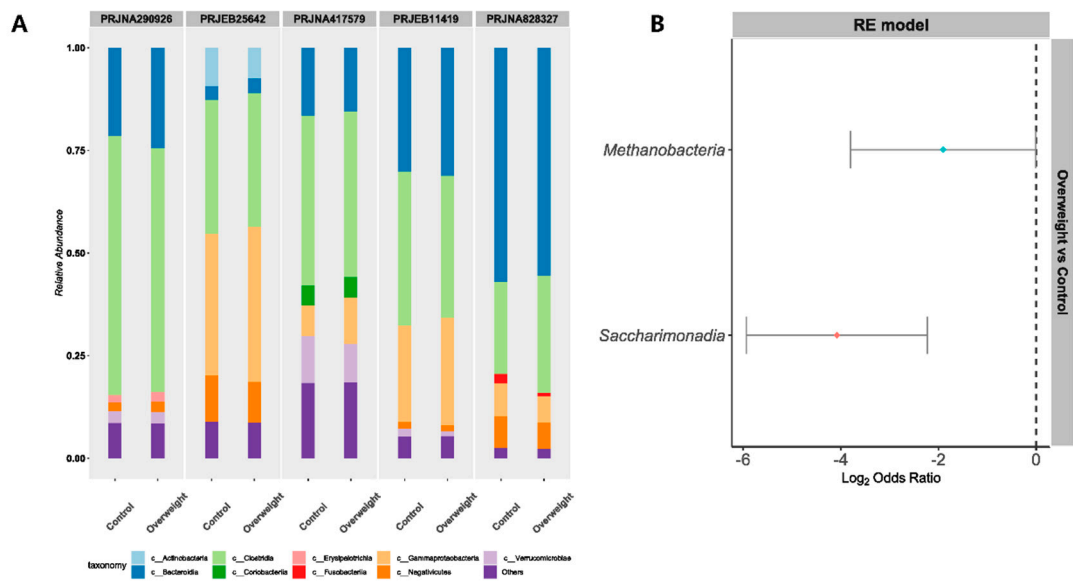 A
PRJNA290926 PRJEB25642 PRJNA417579 PRJEB11419 PRJNA828327
1.00
0.75
0.50
0.25
0.00
Relative Abundance
Control Overweight Control Overweight Control Overweight Control Overweight Control Overweight
taxonomy
c__Actinobacteria c__Clostridia c__Erysipelotrichia c__Gammaproteobacteria c__Verrucomicrobiae
c__Bacteroidia c__Coriobacteriia c__Fusobacteriia c__Negativicutes Others
B
RE model
Methanobacteria
Saccharimonadia
Overweight vs Control
-6 -4 -2 0
Log2 Odds Ratio